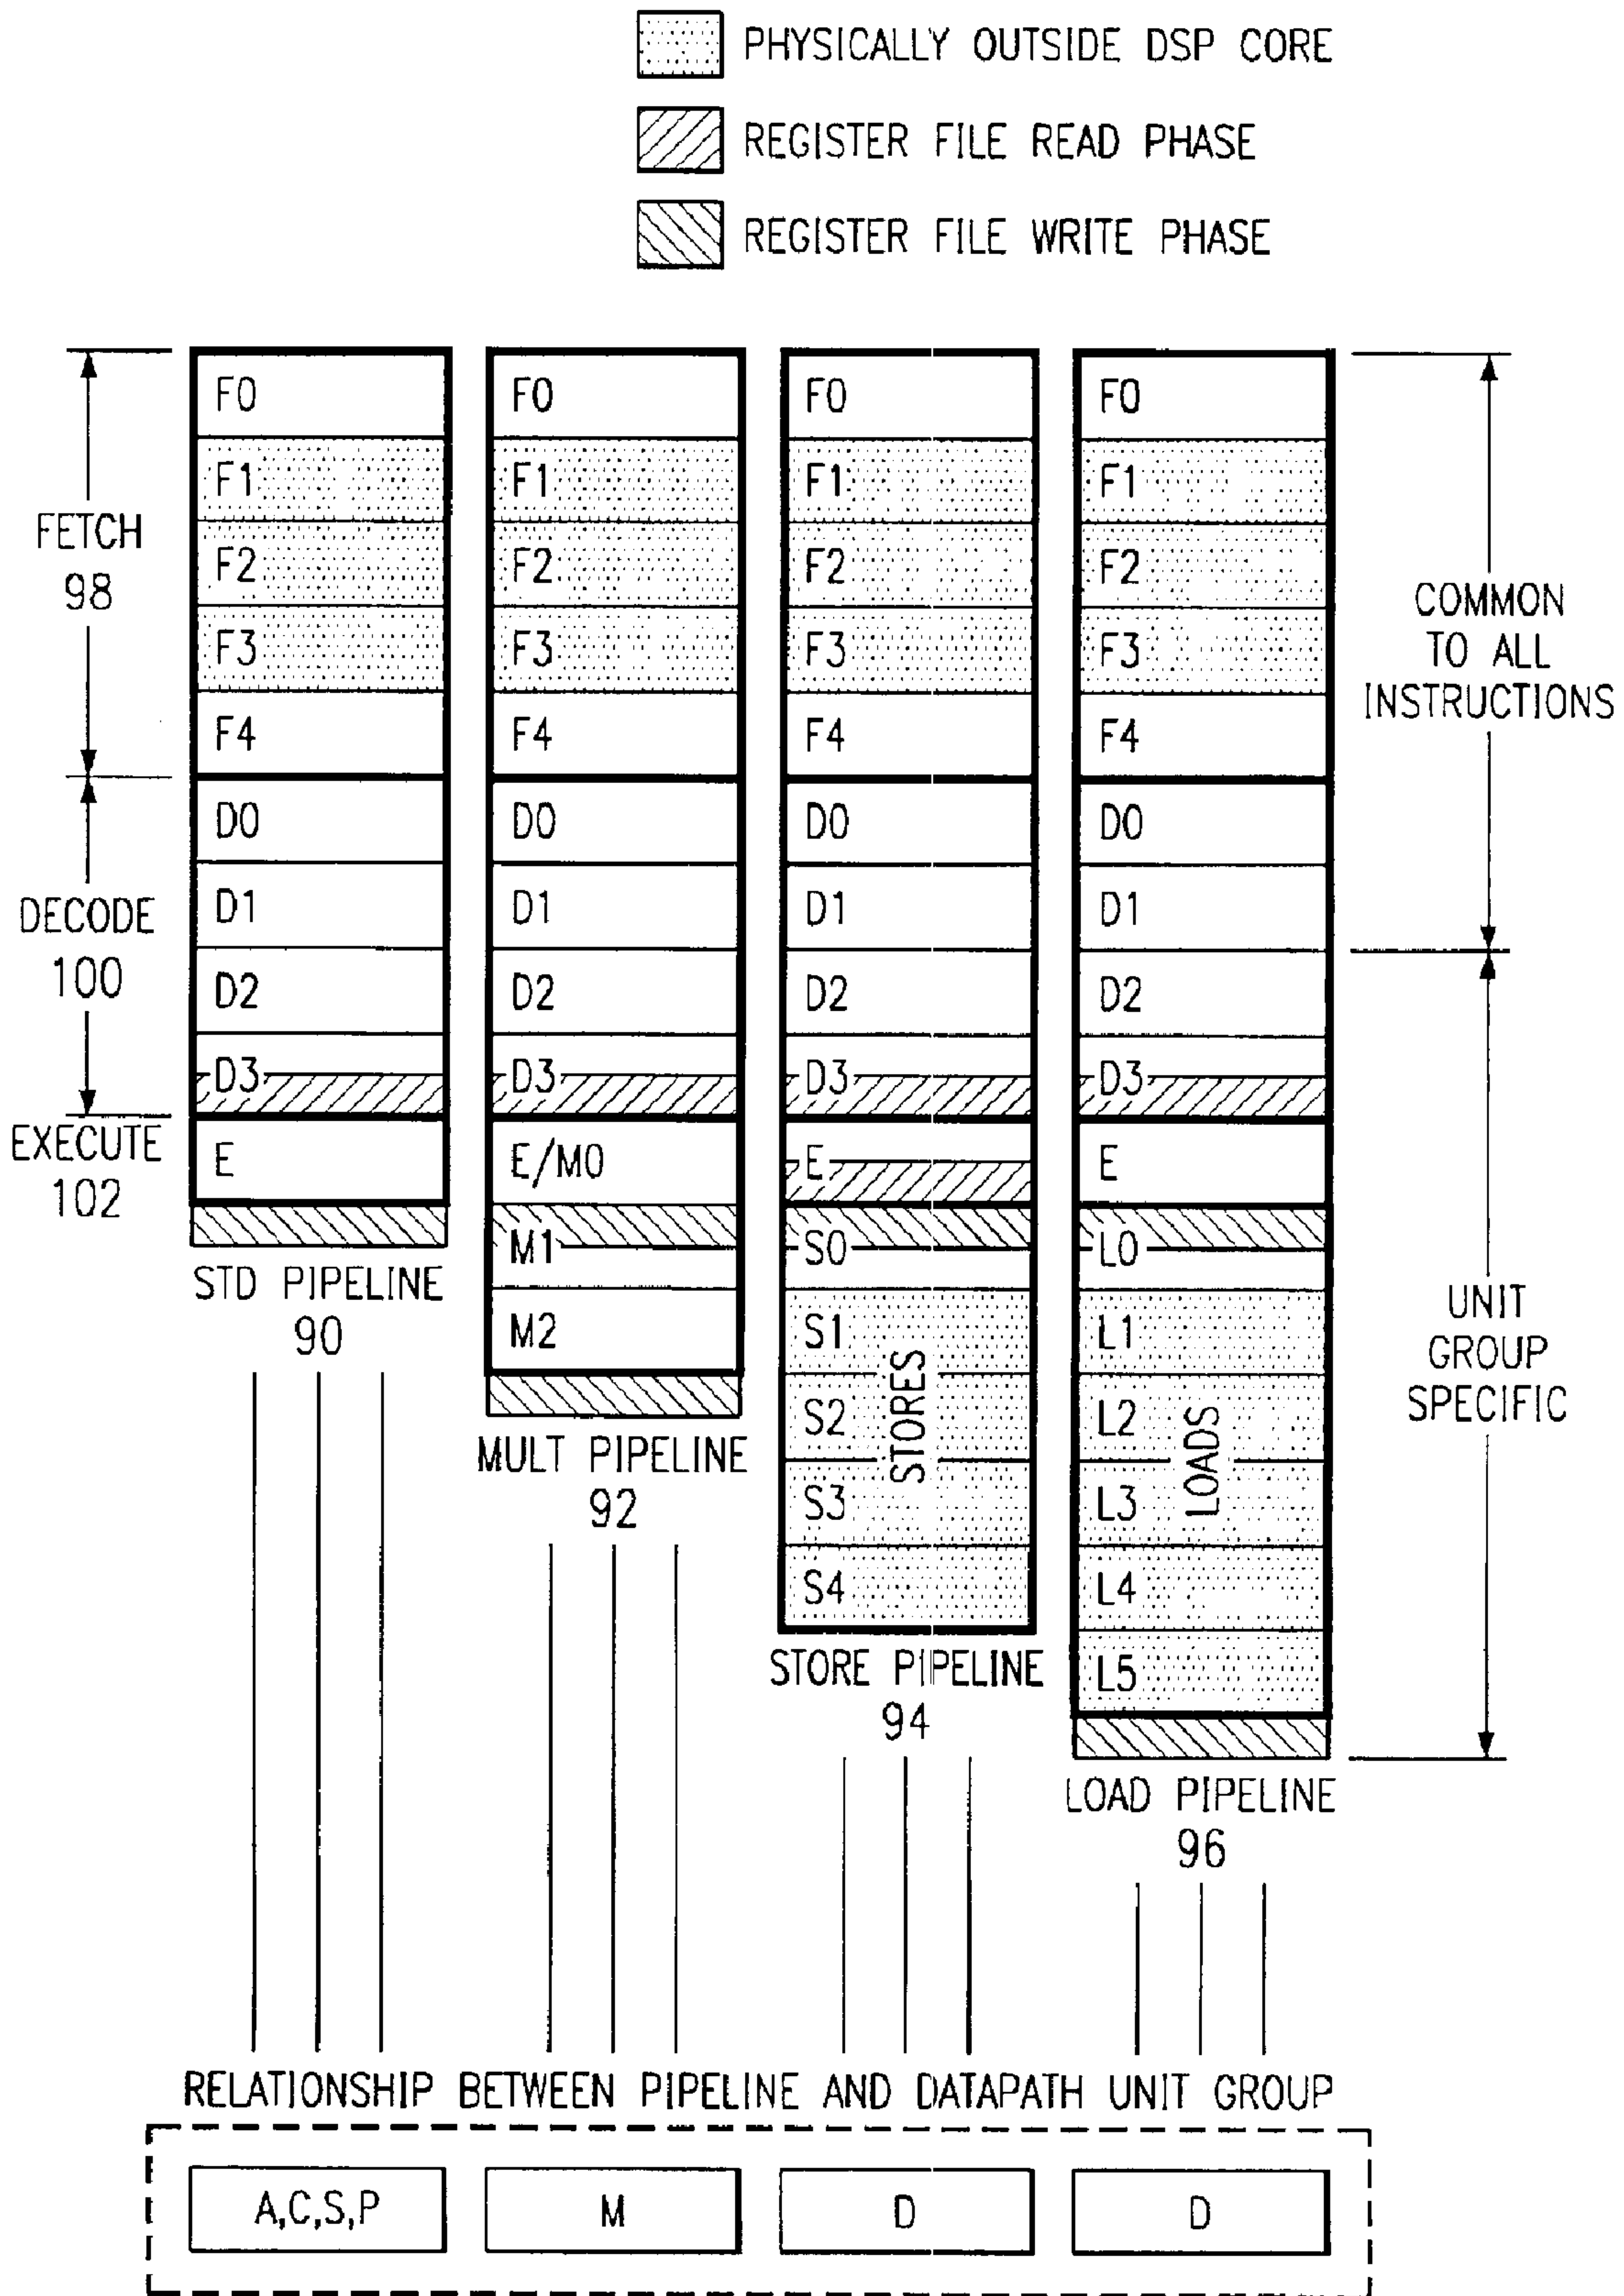 PHYSICALLY OUTSIDE DSP CORE
REGISTER FILE READ PHASE
REGISTER FILE WRITE PHASE
FETCH
98
DECODE
100
EXECUTE
102
F0
F1
F2
F3
F4
D0
D1
D2
D3
E
STD PIPELINE
90
F0
F1
F2
F3
F4
D0
D1
D2
D3
E/M0
M1
M2
MULT PIPELINE
92
F0
F1
F2
F3
F4
D0
D1
D2
D3
E
S0
S1
S2
S3
S4
STORES
STORE PIPELINE
94
F0
F1
F2
F3
F4
D0
D1
D2
D3
E
L0
L1
L2
L3
L4
L5
LOADS
LOAD PIPELINE
96
COMMON
TO ALL
INSTRUCTIONS
UNIT
GROUP
SPECIFIC
RELATIONSHIP BETWEEN PIPELINE AND DATAPATH UNIT GROUP
A,C,S,P
M
D
D